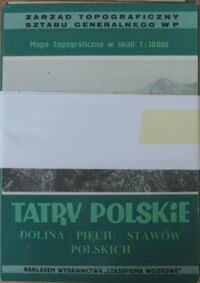 ZARZĄD TOPOGRAFICZNY
SZTABU GENERALNEGO WP
Mapa topograficzna w skali 1:10000
TATRY POLSKIE
DOLINA PIĘCIU STAWÓW
POLSKICH
NAKŁADEM WYDAWNICTWA „CZASOPISMA WOJSKOWE"